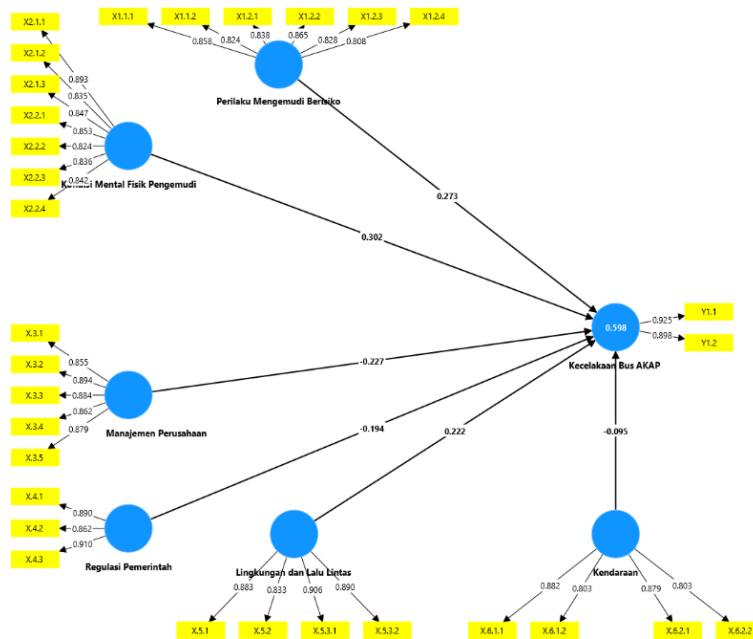 X1.1.1
X1.1.2
X1.2.1
X1.2.2
X1.2.3
X1.2.4
0.858
0.824
0.838
0.865
0.828
0.808
Perilaku Mengemudi Berisiko
X2.1.1
X2.1.2
X2.1.3
X2.2.1
X2.2.2
X2.2.3
X2.2.4
0.893
0.835
0.847
0.853
0.824
0.836
0.842
Kondisi Mental Fisik Pengemudi
0.273
0.302
0.598
Kecelakaan Bus AKAP
0.925
0.898
Y1.1
Y1.2
X.3.1
X.3.2
X.3.3
X.3.4
X.3.5
0.855
0.894
0.884
0.862
0.879
Manajemen Perusahaan
-0.227
-0.194
0.222
-0.095
X.4.1
X.4.2
X.4.3
0.890
0.862
0.910
Regulasi Pemerintah
Lingkungan dan Lalu Lintas
0.883
0.833
0.906
0.890
X.5.1
X.5.2
X.5.3.1
X.5.3.2
Kendaraan
0.882
0.803
0.879
0.803
X.6.1.1
X.6.1.2
X.6.2.1
X.6.2.2